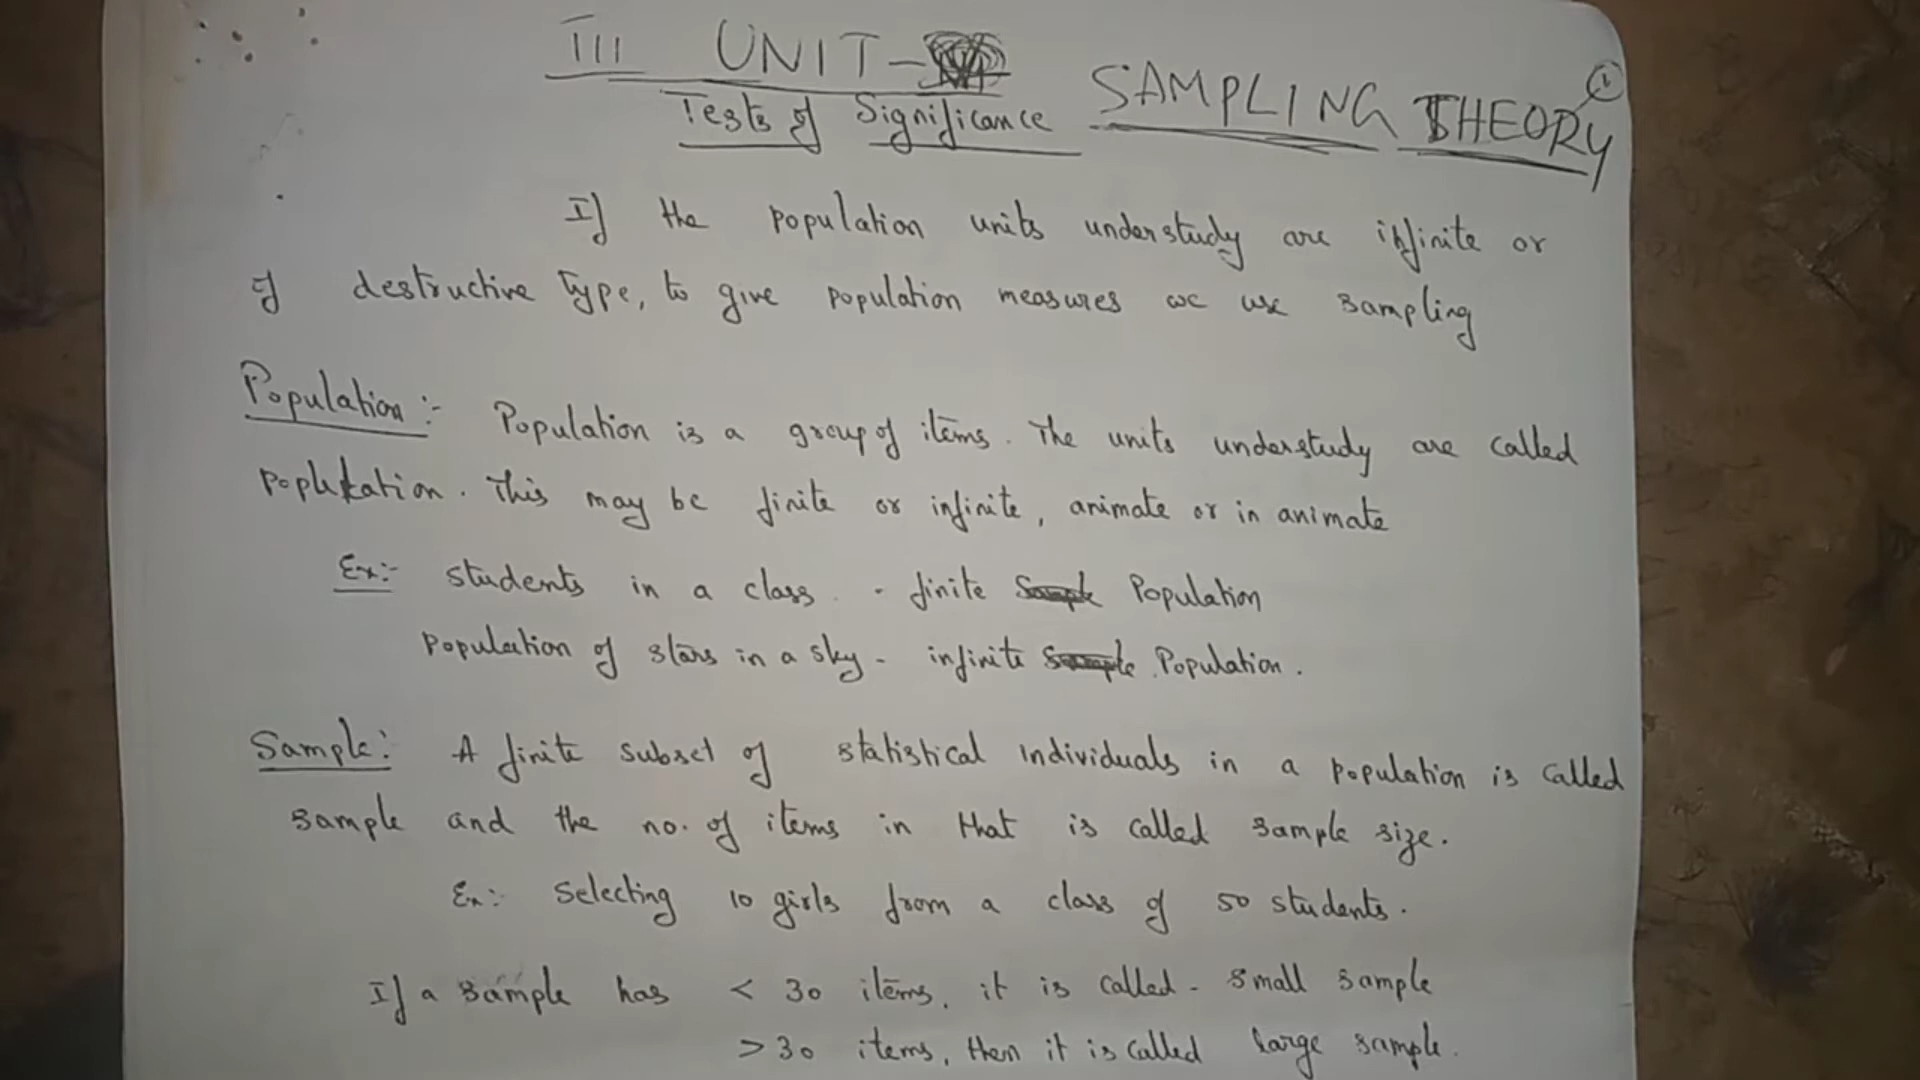 III UNIT- SAMPLING THEORY 1
Tests of Significance
If the population units understudy are infinite or
if destructive type, to give population measures we use sampling
Population :- Population is a group of items. The units understudy are called
population. This may be finite or infinite, animate or in animate
Ex:- students in a class. - finite Sample Population
Population of stars in a sky - infinite Sample Population.
Sample: A finite subset of statistical individuals in a population is called
sample and the no. of items in that is called sample size.
Ex:- Selecting 10 girls from a class of 50 students.
If a sample has < 30 items, it is called - small sample
> 30 items, then it is called large sample.